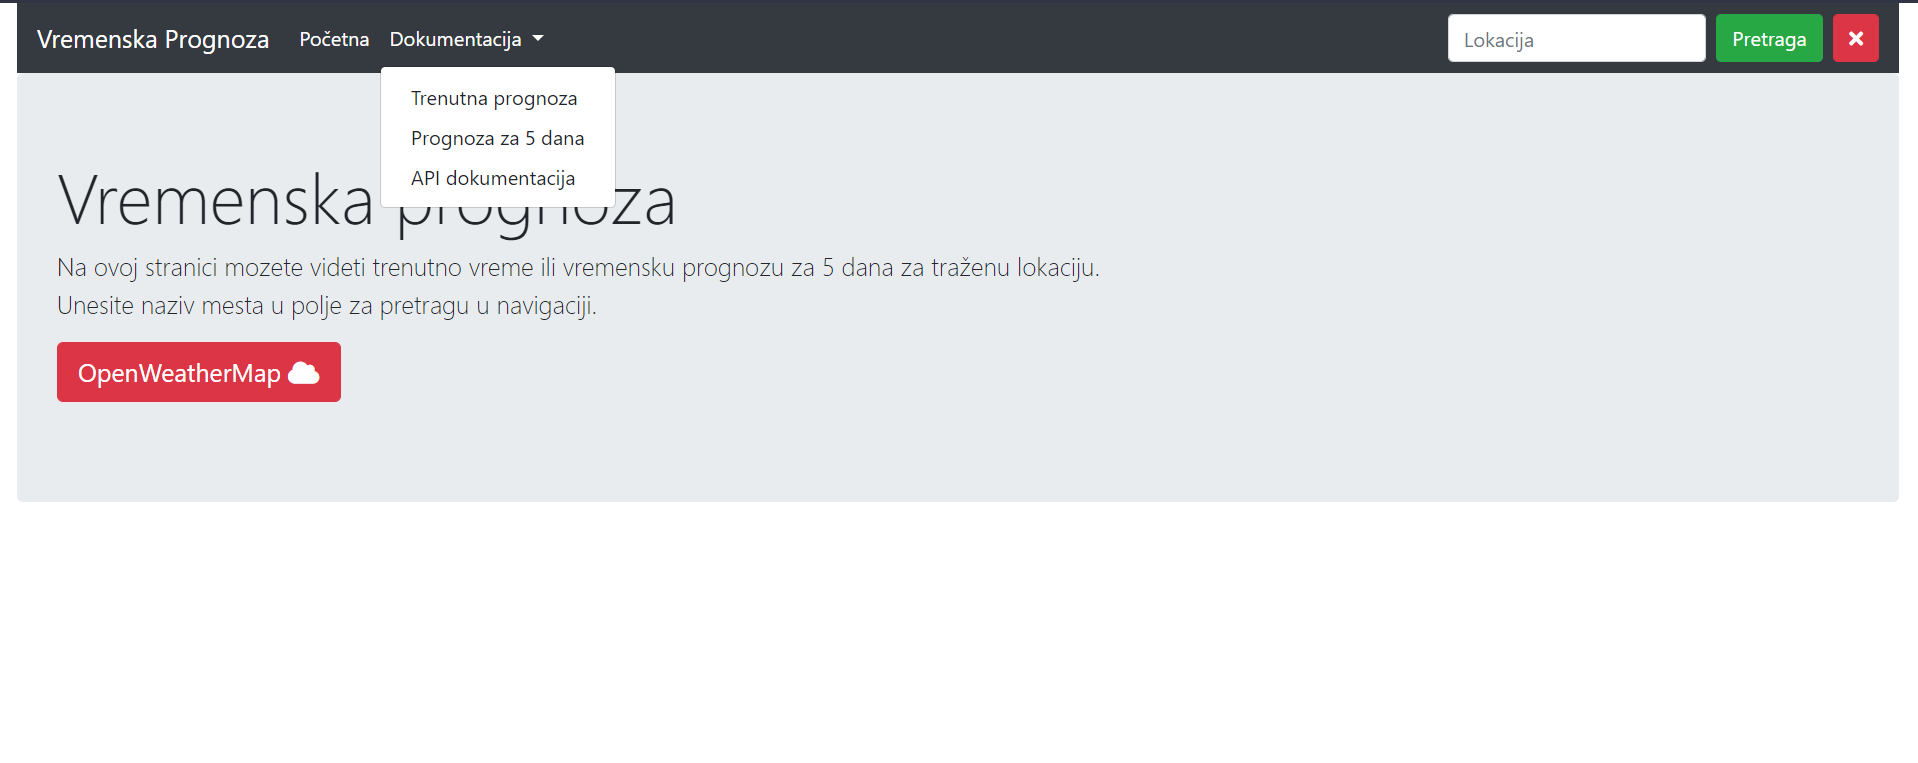 Vremenska Prognoza Početna Dokumentacija Lokacija Pretraga
Trenutna prognoza
Prognoza za 5 dana
API dokumentacija
Vremenska prognoza
Na ovoj stranici mozete videti trenutno vreme ili vremensku prognozu za 5 dana za traženu lokaciju.
Unesite naziv mesta u polje za pretragu u navigaciji.
OpenWeatherMap